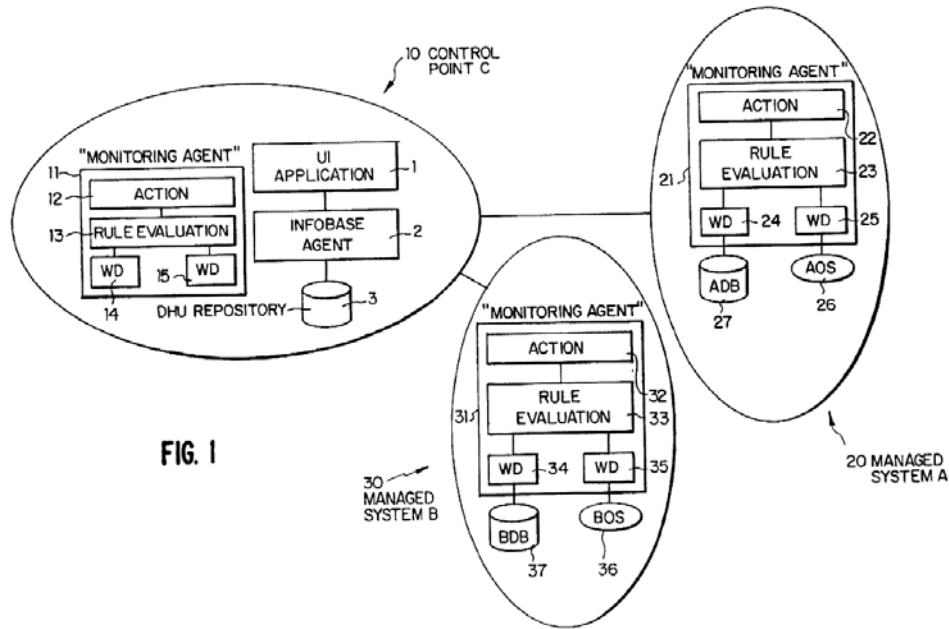 10 CONTROL
POINT C
"MONITORING AGENT"
11
12
ACTION
13
RULE EVALUATION
WD
14
15
WD
UI
APPLICATION
1
INFOBASE
AGENT
2
DHU REPOSITORY
3
"MONITORING AGENT"
ACTION
22
21
RULE
EVALUATION
23
WD
24
WD
25
ADB
27
AOS
26
20 MANAGED
SYSTEM A
"MONITORING AGENT"
ACTION
32
31
RULE
EVALUATION
33
WD
34
WD
35
BDB
37
BOS
36
30
MANAGED
SYSTEM B
FIG. 1